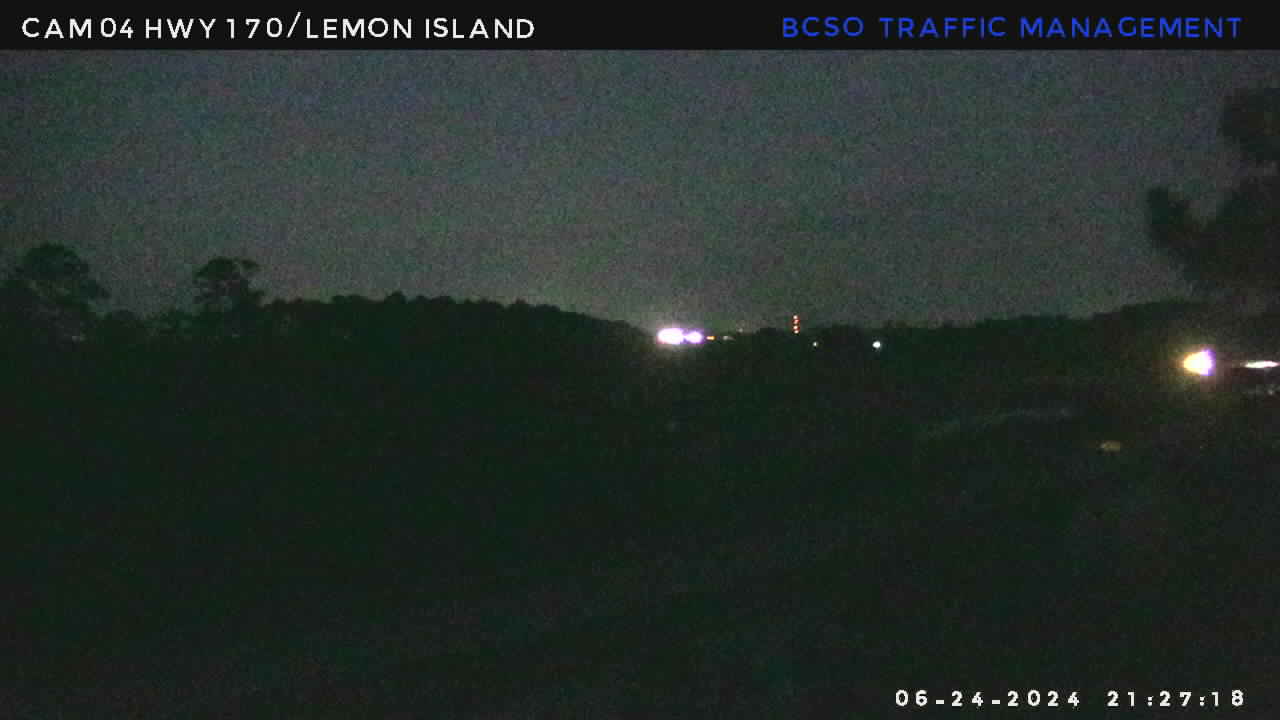 CAM04 HWY 170/LEMON ISLAND
BCSO TRAFFIC MANAGEMENT
06-24-2024 21:27:18